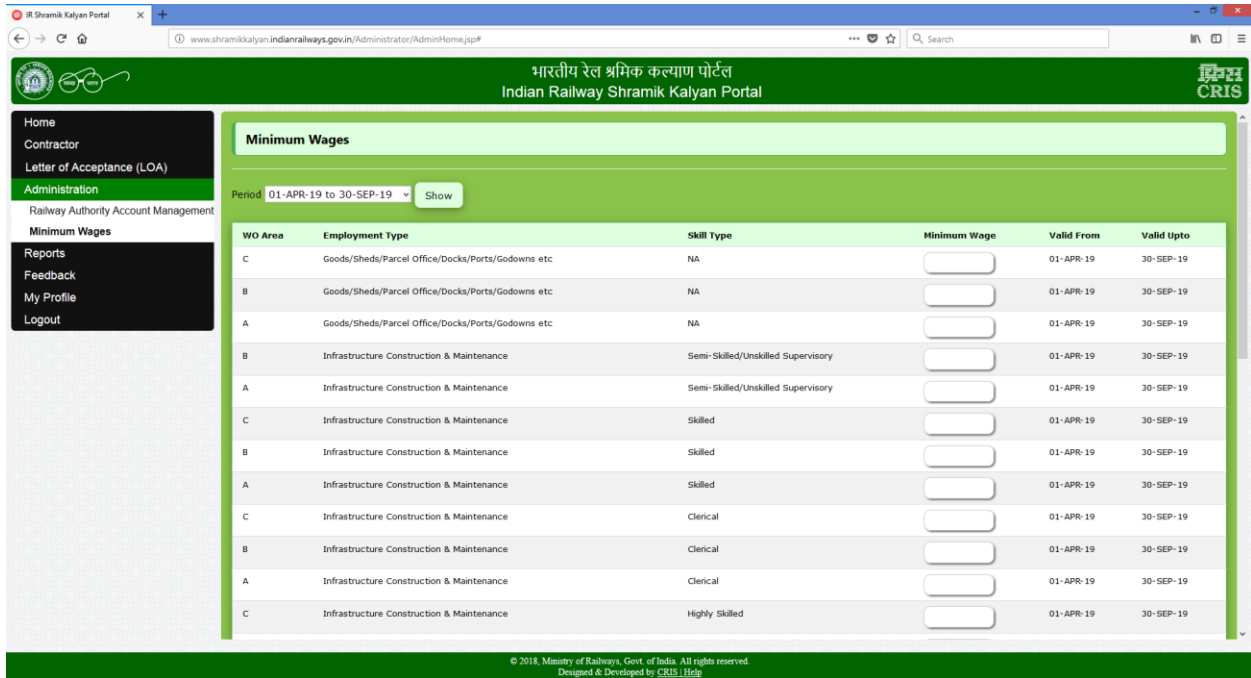 IR Shramik Kalyan Portal
www.shramikkalyan.indianrailways.gov.in/Administrator/AdminHome.jsp#
Search
भारतीय रेल श्रमिक कल्याण पोर्टल
Indian Railway Shramik Kalyan Portal
क्रिस
CRIS
Home
Contractor
Letter of Acceptance (LOA)
Administration
Railway Authority Account Management
Minimum Wages
Reports
Feedback
My Profile
Logout
Minimum Wages
Period 01-APR-19 to 30-SEP-19 Show
WO Area Employment Type Skill Type Minimum Wage Valid From Valid Upto
C Goods/Sheds/Parcel Office/Docks/Ports/Godowns etc NA 01-APR-19 30-SEP-19
B Goods/Sheds/Parcel Office/Docks/Ports/Godowns etc NA 01-APR-19 30-SEP-19
A Goods/Sheds/Parcel Office/Docks/Ports/Godowns etc NA 01-APR-19 30-SEP-19
B Infrastructure Construction & Maintenance Semi-Skilled/Unskilled Supervisory 01-APR-19 30-SEP-19
A Infrastructure Construction & Maintenance Semi-Skilled/Unskilled Supervisory 01-APR-19 30-SEP-19
C Infrastructure Construction & Maintenance Skilled 01-APR-19 30-SEP-19
B Infrastructure Construction & Maintenance Skilled 01-APR-19 30-SEP-19
A Infrastructure Construction & Maintenance Skilled 01-APR-19 30-SEP-19
C Infrastructure Construction & Maintenance Clerical 01-APR-19 30-SEP-19
B Infrastructure Construction & Maintenance Clerical 01-APR-19 30-SEP-19
A Infrastructure Construction & Maintenance Clerical 01-APR-19 30-SEP-19
C Infrastructure Construction & Maintenance Highly Skilled 01-APR-19 30-SEP-19
© 2018, Ministry of Railways, Govt. of India. All rights reserved.
Designed & Developed by CRIS | Help